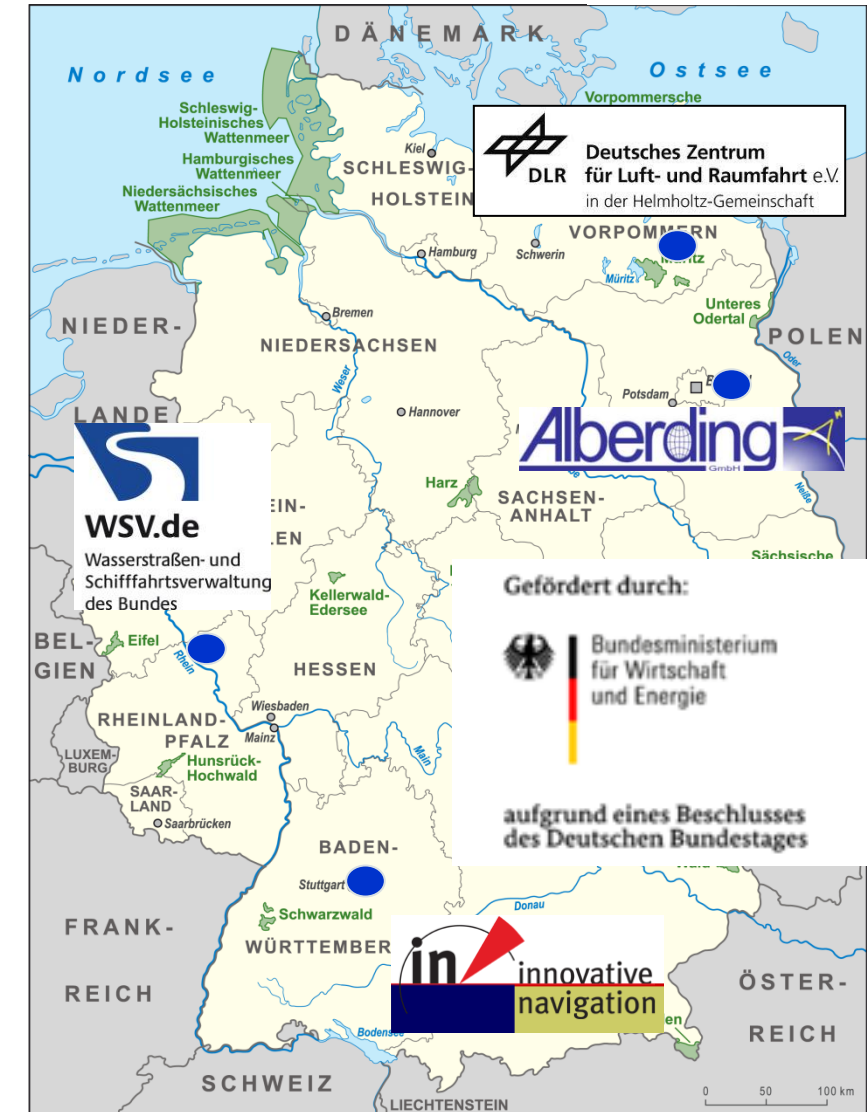 DÄNEMARK
Nordsee
Ostsee
Schleswig-
Holsteinisches
Wattenmeer
Vorpommersche
Hamburgisches
Wattenmeer
Niedersächsisches
Wattenmeer
Kiel
SCHLESWIG-
HOLSTEIN
DLR
Deutsches Zentrum
für Luft- und Raumfahrt e.V.
in der Helmholtz-Gemeinschaft
VORPOMMERN
Hamburg
Schwerin
Müritz
Müritz
Unteres
Odertal
Bremen
NIEDER-
LANDE
NIEDERSACHSEN
POLEN
Oder
Weser
Potsdam
Hannover
Alberding
GmbH
WSV.de
Wasserstraßen- und
Schifffahrtsverwaltung
des Bundes
EIN-
LEN
Harz
SACHSEN-
ANHALT
Neiße
Sächsische
Kellerwald-
Edersee
Gefördert durch:
Bundesministerium
für Wirtschaft
und Energie
aufgrund eines Beschlusses
des Deutschen Bundestages
BEL-
GIEN
Eifel
Rhein
HESSEN
Wiesbaden
Mainz
Main
RHEINLAND-
PFALZ
LUXEM-
BURG
Hunsrück-
Hochwald
SAAR-
LAND
Saarbrücken
BADEN-
Stuttgart
Schwarzwald
WÜRTTEMBER
Donau
FRANK-
REICH
in
innovative
navigation
ÖSTER-
REICH
en
Bodensee
SCHWEIZ
LIECHTENSTEIN
0 50 100 km